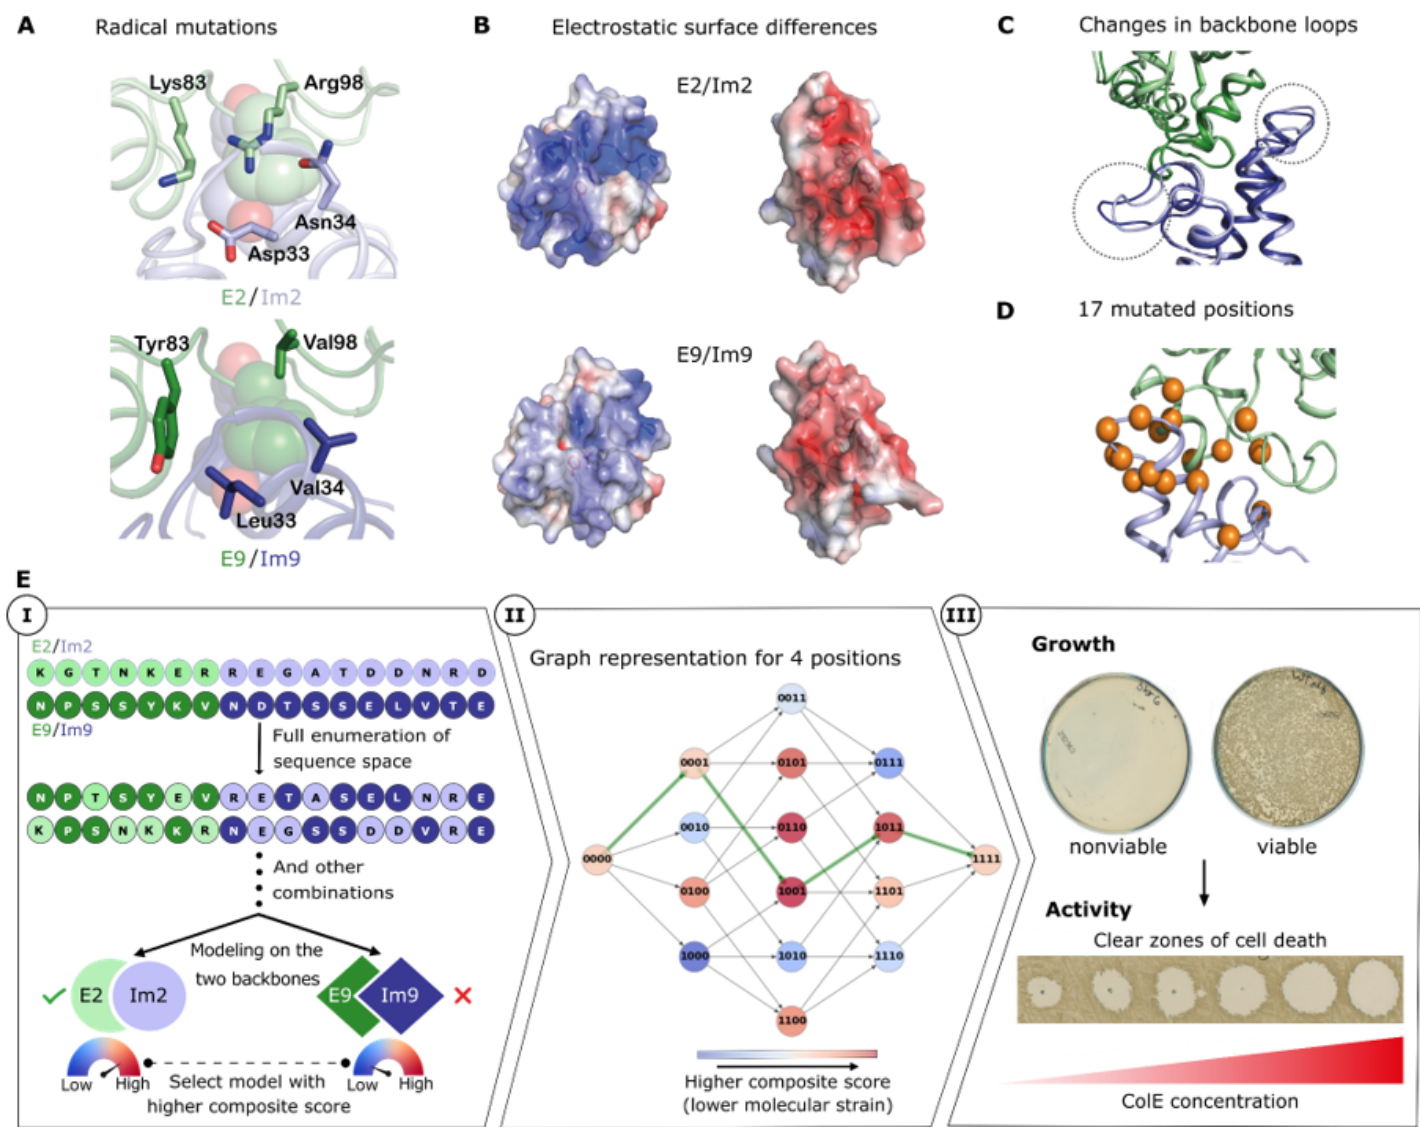 A Radical mutations
Lys83
Arg98
Asn34
Asp33
E2/Im2
Tyr83
Val98
Val34
Leu33
E9/Im9
B Electrostatic surface differences
E2/Im2
E9/Im9
C Changes in backbone loops
D 17 mutated positions
E
I
E2/Im2
K G T N K E R R E G A T D D N R D
N P S S Y K V N D T S S E L V T E
E9/Im9
Full enumeration of
sequence space
N P T S Y E V R E T A S E L N R E
K P S N K K R N E G S S D D V R E
And other
combinations
Modeling on the
two backbones
E2 Im2
E9 Im9
Low High
Low High
Select model with
higher composite score
II
Graph representation for 4 positions
0011
0001 0101 0111
0010 0110 1011
0000 1111
0100 1001 1101
1000 1010 1110
1100
Higher composite score
(lower molecular strain)
III
Growth
nonviable viable
Activity
Clear zones of cell death
ColE concentration